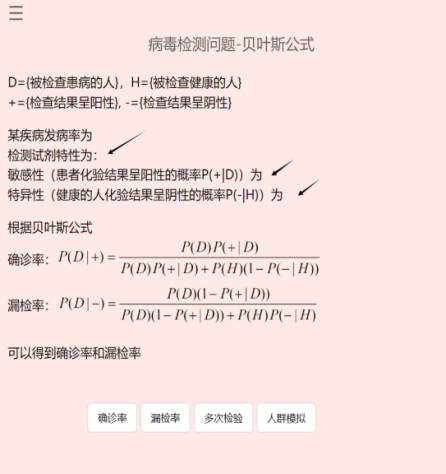 病毒检测问题-贝叶斯公式
D={被检查患病的人}，H={被检查健康的人}
+={检查结果呈阳性}, -={检查结果呈阴性}
某疾病发病率为
检测试剂特性为：
敏感性（患者化验结果呈阳性的概率P(+|D)）为
特异性（健康的人化验结果呈阴性的概率P(-|H)）为
根据贝叶斯公式
确诊率： P(D|+) = P(D)P(+|D) / P(D)P(+|D) + P(H)(1−P(−|H))
漏检率： P(D|−) = P(D)(1−P(+|D)) / P(D)(1−P(+|D)) + P(H)P(−|H)
可以得到确诊率和漏检率
确诊率 漏检率 多次检验 人群模拟